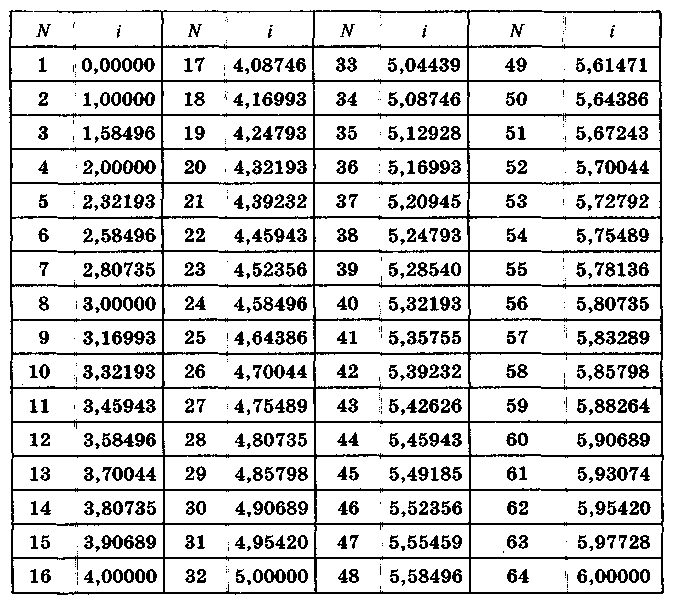 N i N i N i N i
1 0,00000 17 4,08746 33 5,04439 49 5,61471
2 1,00000 18 4,16993 34 5,08746 50 5,64386
3 1,58496 19 4,24793 35 5,12928 51 5,67243
4 2,00000 20 4,32193 36 5,16993 52 5,70044
5 2,32193 21 4,39232 37 5,20945 53 5,72792
6 2,58496 22 4,45943 38 5,24793 54 5,75489
7 2,80735 23 4,52356 39 5,28540 55 5,78136
8 3,00000 24 4,58496 40 5,32193 56 5,80735
9 3,16993 25 4,64386 41 5,35755 57 5,83289
10 3,32193 26 4,70044 42 5,39232 58 5,85798
11 3,45943 27 4,75489 43 5,42626 59 5,88264
12 3,58496 28 4,80735 44 5,45943 60 5,90689
13 3,70044 29 4,85798 45 5,49185 61 5,93074
14 3,80735 30 4,90689 46 5,52356 62 5,95420
15 3,90689 31 4,95420 47 5,55459 63 5,97728
16 4,00000 32 5,00000 48 5,58496 64 6,00000